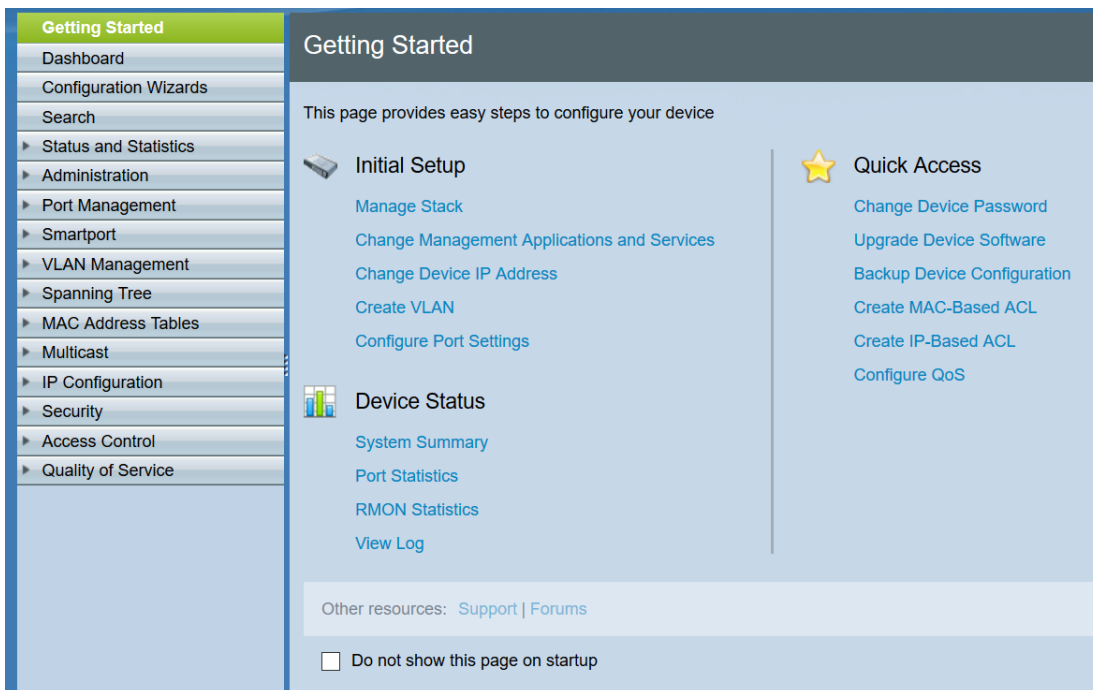 Getting Started
Dashboard
Configuration Wizards
Search
Status and Statistics
Administration
Port Management
Smartport
VLAN Management
Spanning Tree
MAC Address Tables
Multicast
IP Configuration
Security
Access Control
Quality of Service
Getting Started
This page provides easy steps to configure your device
Initial Setup
Manage Stack
Change Management Applications and Services
Change Device IP Address
Create VLAN
Configure Port Settings
Device Status
System Summary
Port Statistics
RMON Statistics
View Log
Quick Access
Change Device Password
Upgrade Device Software
Backup Device Configuration
Create MAC-Based ACL
Create IP-Based ACL
Configure QoS
Other resources: Support | Forums
Do not show this page on startup